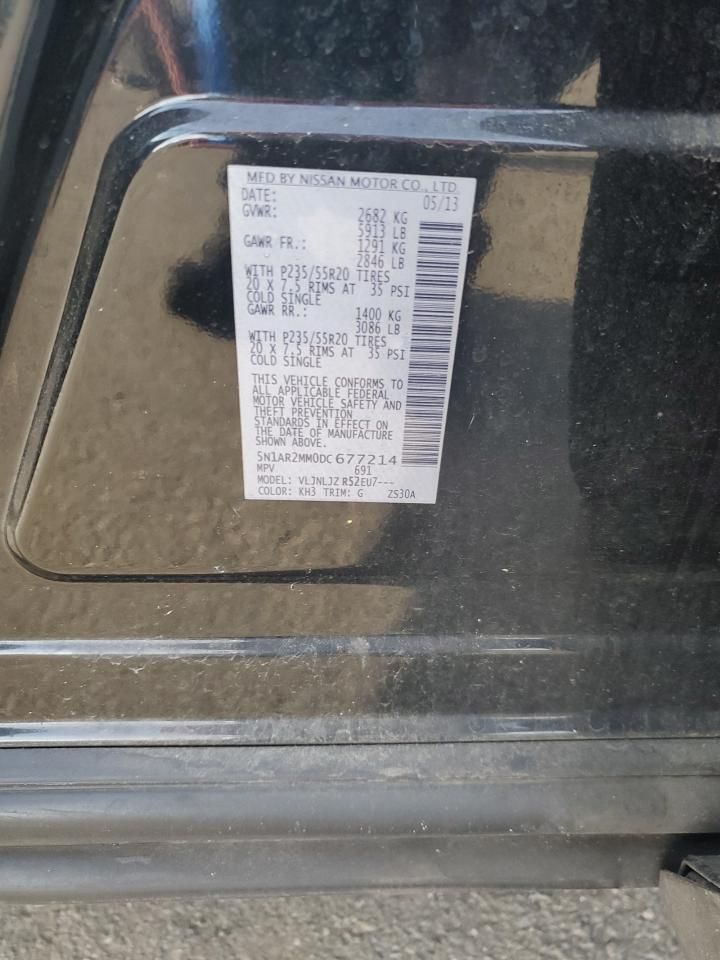 MFD BY NISSAN MOTOR CO., LTD.
DATE: 05/13
GVWR: 2682 KG
5913 LB
GAWR FR.: 1291 KG
2846 LB
WITH P235/55R20 TIRES
20 X 7.5 RIMS AT 35 PSI
COLD SINGLE
GAWR RR.: 1400 KG
3086 LB
WITH P235/55R20 TIRES
20 X 7.5 RIMS AT 35 PSI
COLD SINGLE
THIS VEHICLE CONFORMS TO
ALL APPLICABLE FEDERAL
MOTOR VEHICLE SAFETY AND
THEFT PREVENTION
STANDARDS IN EFFECT ON
THE DATE OF MANUFACTURE
SHOWN ABOVE.
5N1AR2MM0DC677214
MPV 691
MODEL: VLJNLJZ R52EU7---
COLOR: KH3 TRIM: G ZS30A